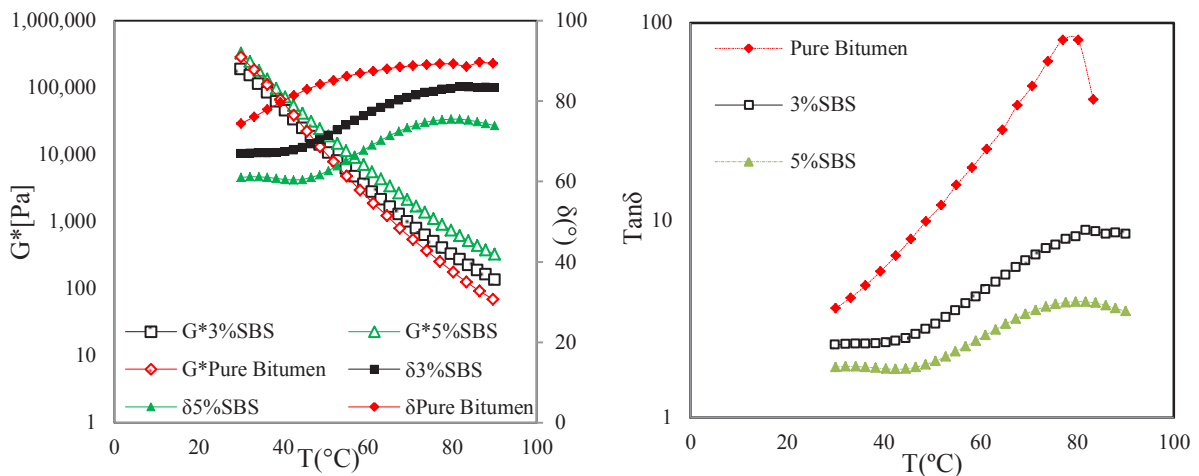 1,000,000
100,000
10,000
1,000
100
10
1
G*[Pa]
100
80
60
40
20
0
δ(°)
G*3%SBS
G*5%SBS
G*Pure Bitumen
δ3%SBS
δ5%SBS
δPure Bitumen
0 20 40 60 80 100
T(°C)
100
10
1
Tanδ
Pure Bitumen
3%SBS
5%SBS
0 20 40 60 80 100
T(ºC)